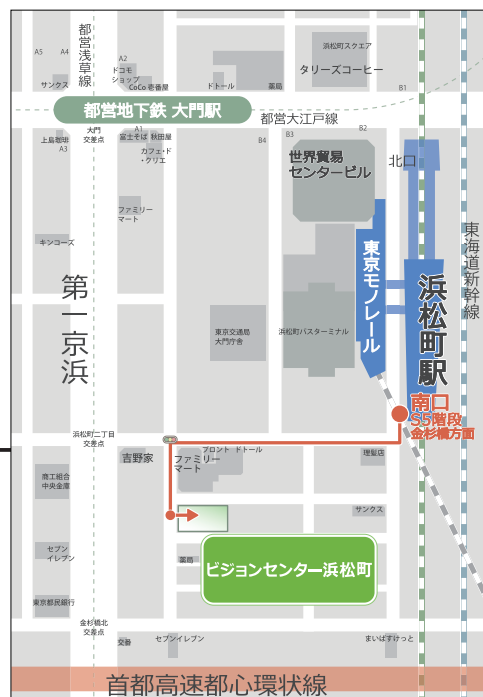 浜松町スクエア
タリーズコーヒー
都営浅草線
A5
A4
A2
ドコモ
ショップ
CoCo壱番屋
サンクス
ドトール
薬局
B1
都営地下鉄 大門駅
都営大江戸線
上島珈琲
A3
大門
交差点
A1
富士そば
秋田屋
カフェ・ド
・クリエ
B4
B3
B2
世界貿易
センタービル
北口
ファミリー
マート
キンコーズ
東京モノレール
東海道新幹線
第一京浜
浜松町駅
東京交通局
大門庁舎
浜松町バスターミナル
南口
S5階段
金杉橋方面
浜松町二丁目
交差点
吉野家
ファミリー
マート
フロント
ドトール
理髪店
商工組合
中央金庫
サンクス
セブン
イレブン
薬局
ビジョンセンター浜松町
東京都民銀行
金杉橋北
交差点
交番
セブンイレブン
まいばすけっと
首都高速都心環状線